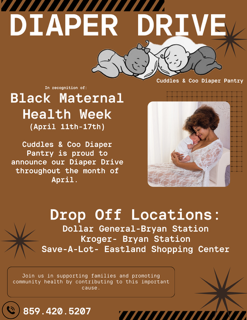 DIAPER DRIVE
Cuddles & Coo Diaper Pantry
In recognition of
Black Maternal
Health Week
(April 11th-17th)
Cuddles & Coo Diaper
Pantry is proud to
announce our Diaper Drive
throughout the month of
April.
Drop Off Locations:
Dollar General-Bryan Station
Kroger- Bryan Station
Save-A-Lot- Eastland Shopping Center
Join us in supporting families and promoting
community health by contributing to this important
cause.
859.420.5207